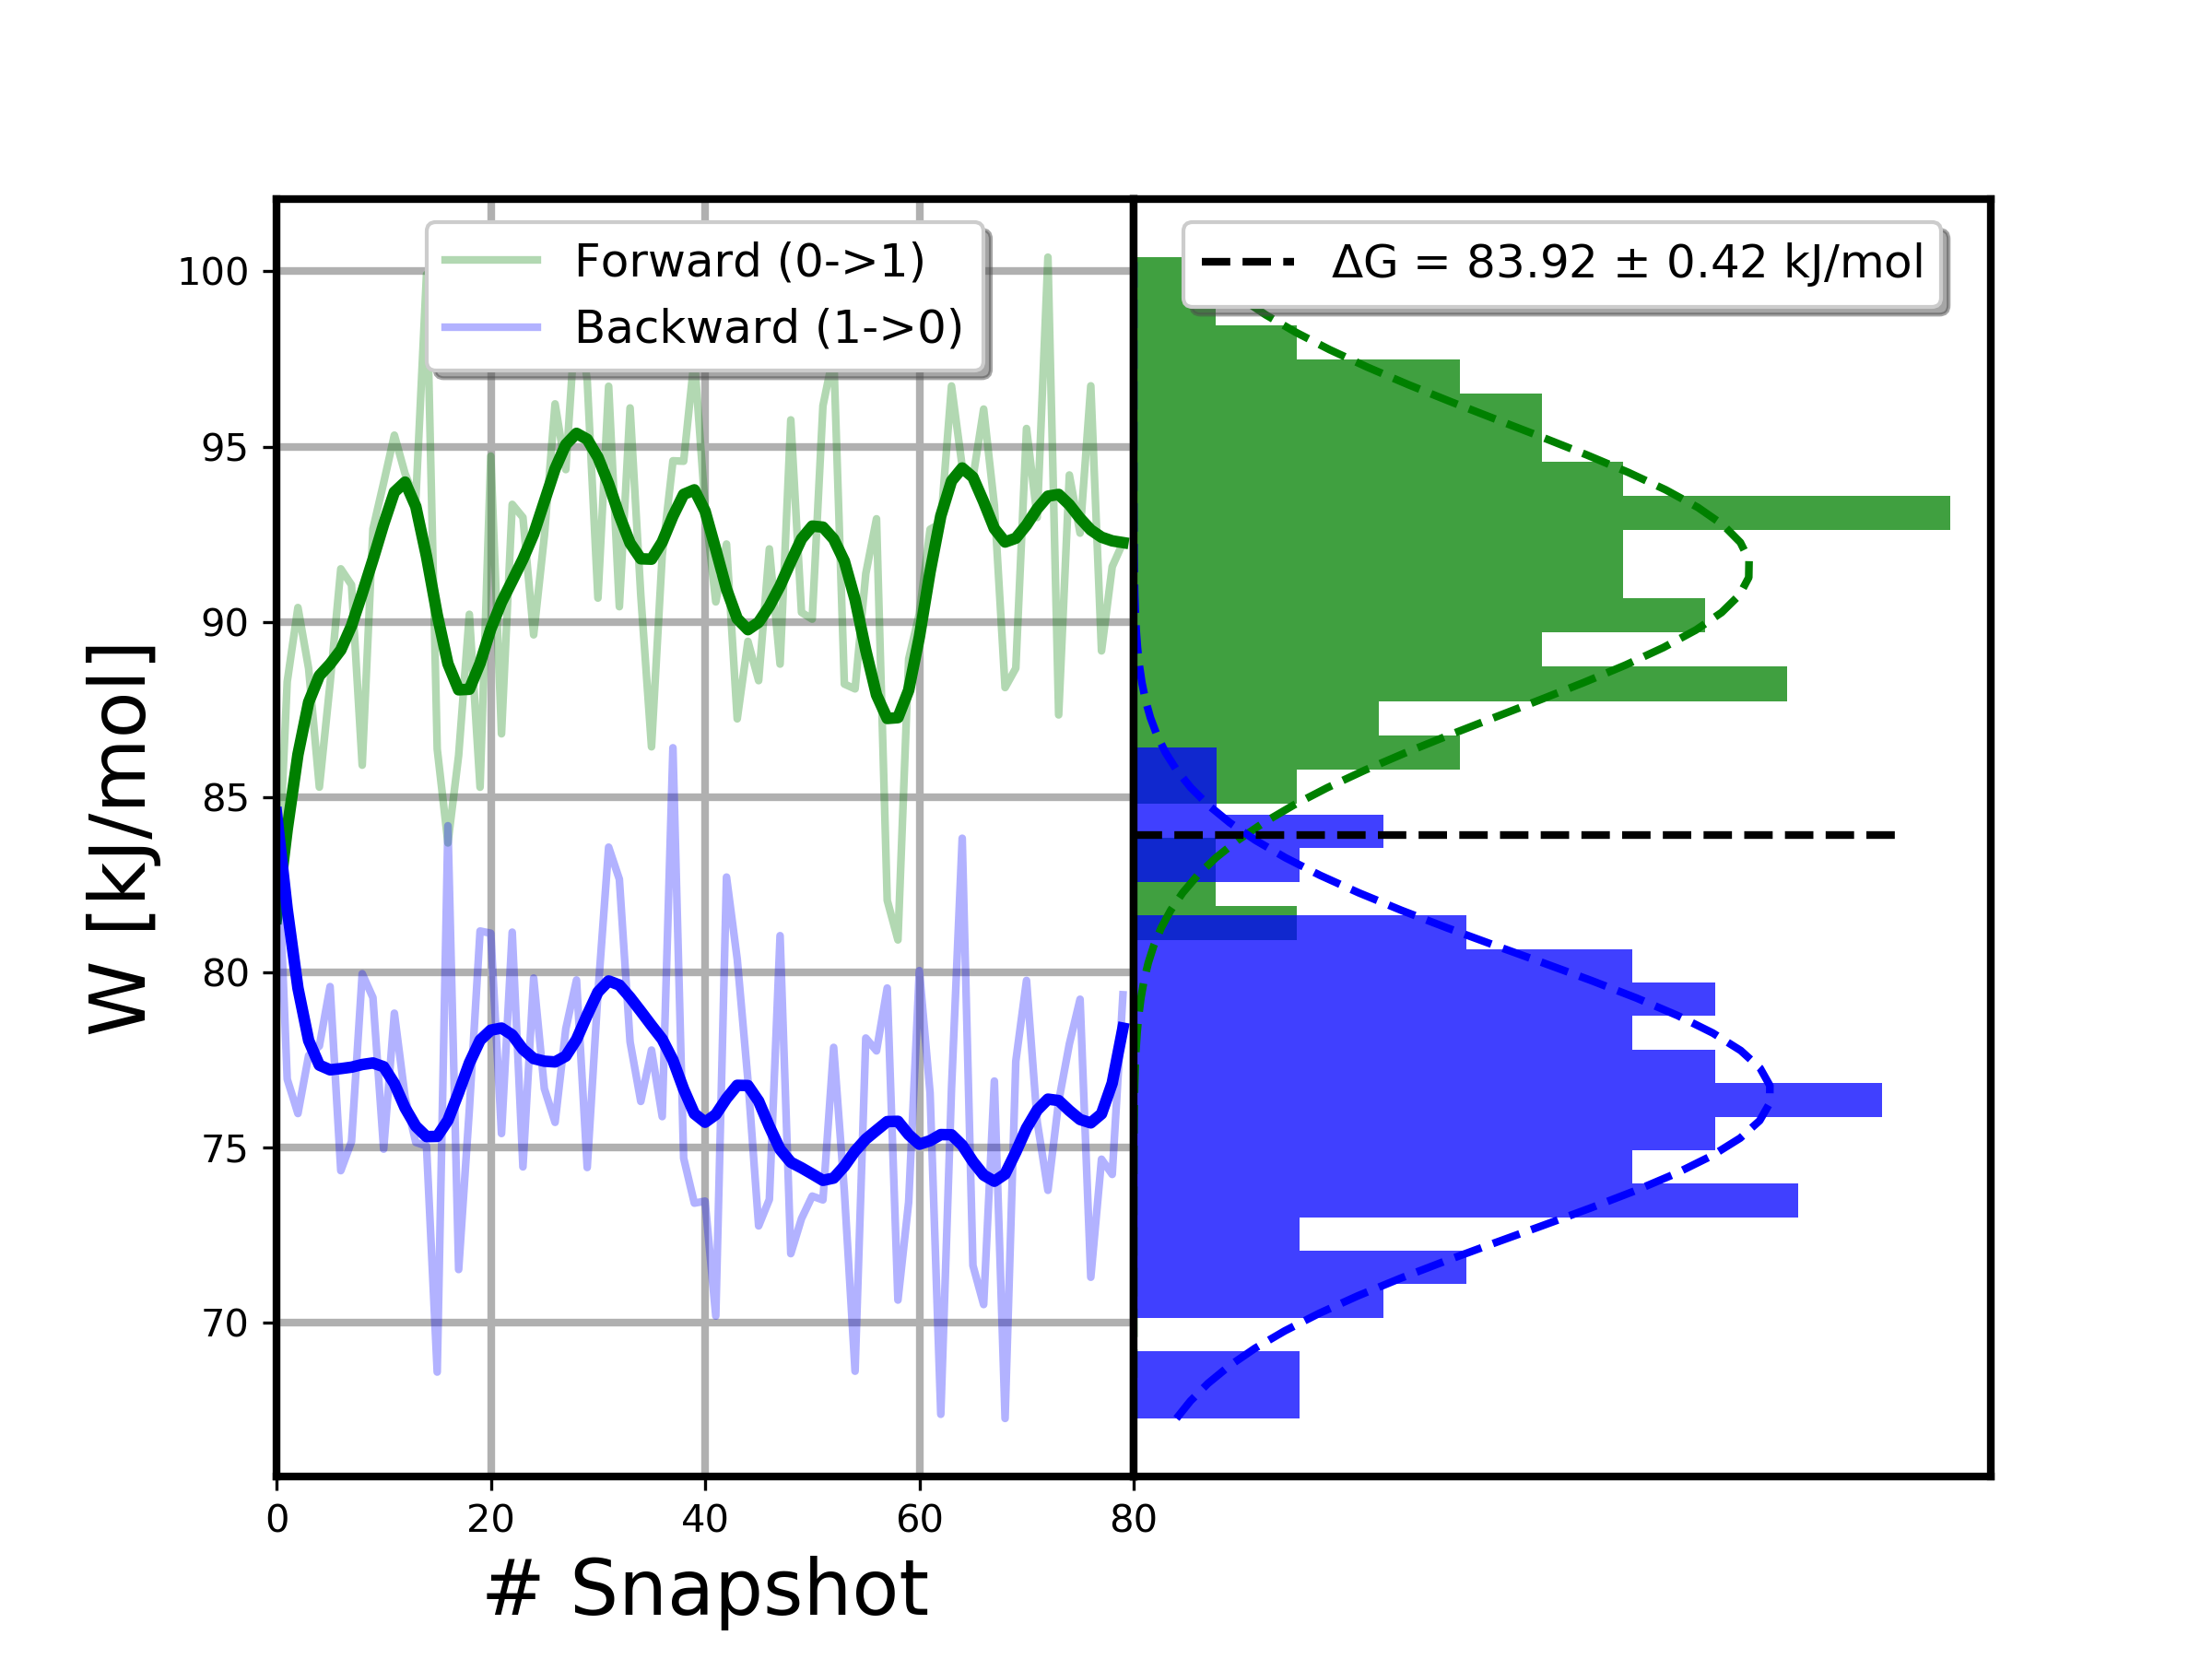 Forward (0->1)
Backward (1->0)
ΔG = 83.92 ± 0.42 kJ/mol
W [kJ/mol]
100
95
90
85
80
75
70
0
20
40
60
80
# Snapshot